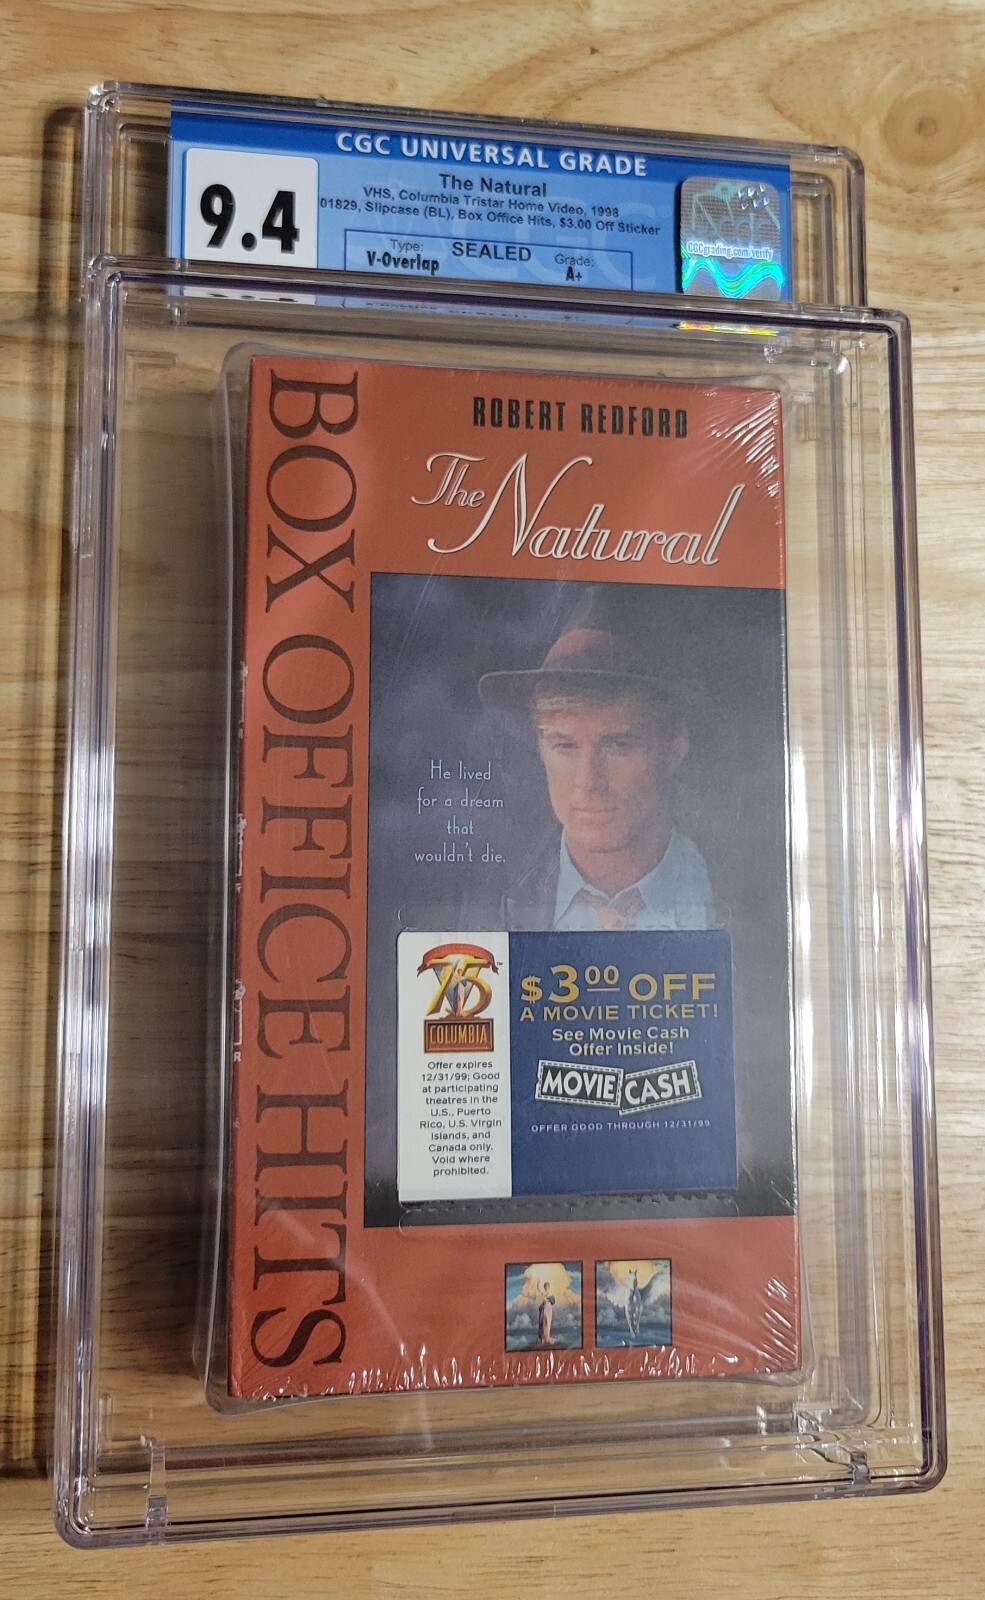 CGC UNIVERSAL GRADE
9.4
The Natural
VHS, Columbia Tristar Home Video, 1998
01829, Slipcase (BL), Box Office Hits, $3.00 Off Sticker
Type:
V-Overlap
SEALED
Grade:
A+
CGCgrading.com/verify
BOX OFFICE HITS
ROBERT REDFORD
The Natural
He lived
for a dream
that
wouldn't die.
75
COLUMBIA
Offer expires
12/31/99; Good
at participating
theatres in the
U.S., Puerto
Rico, U.S. Virgin
Islands, and
Canada only.
Void where
prohibited.
$3.00 OFF
A MOVIE TICKET!
See Movie Cash
Offer Inside!
MOVIE CASH
OFFER GOOD THROUGH 12/31/99
R